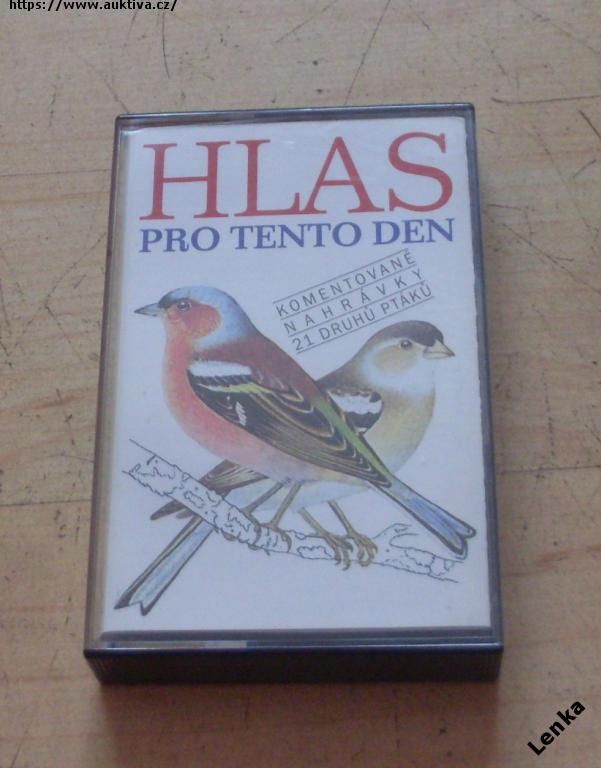 https://www.auktiva.cz/
HLAS
PRO TENTO DEN
KOMENTOVANÉ
NAHRÁVKY
21 DRUHŮ PTÁKŮ
Lenka